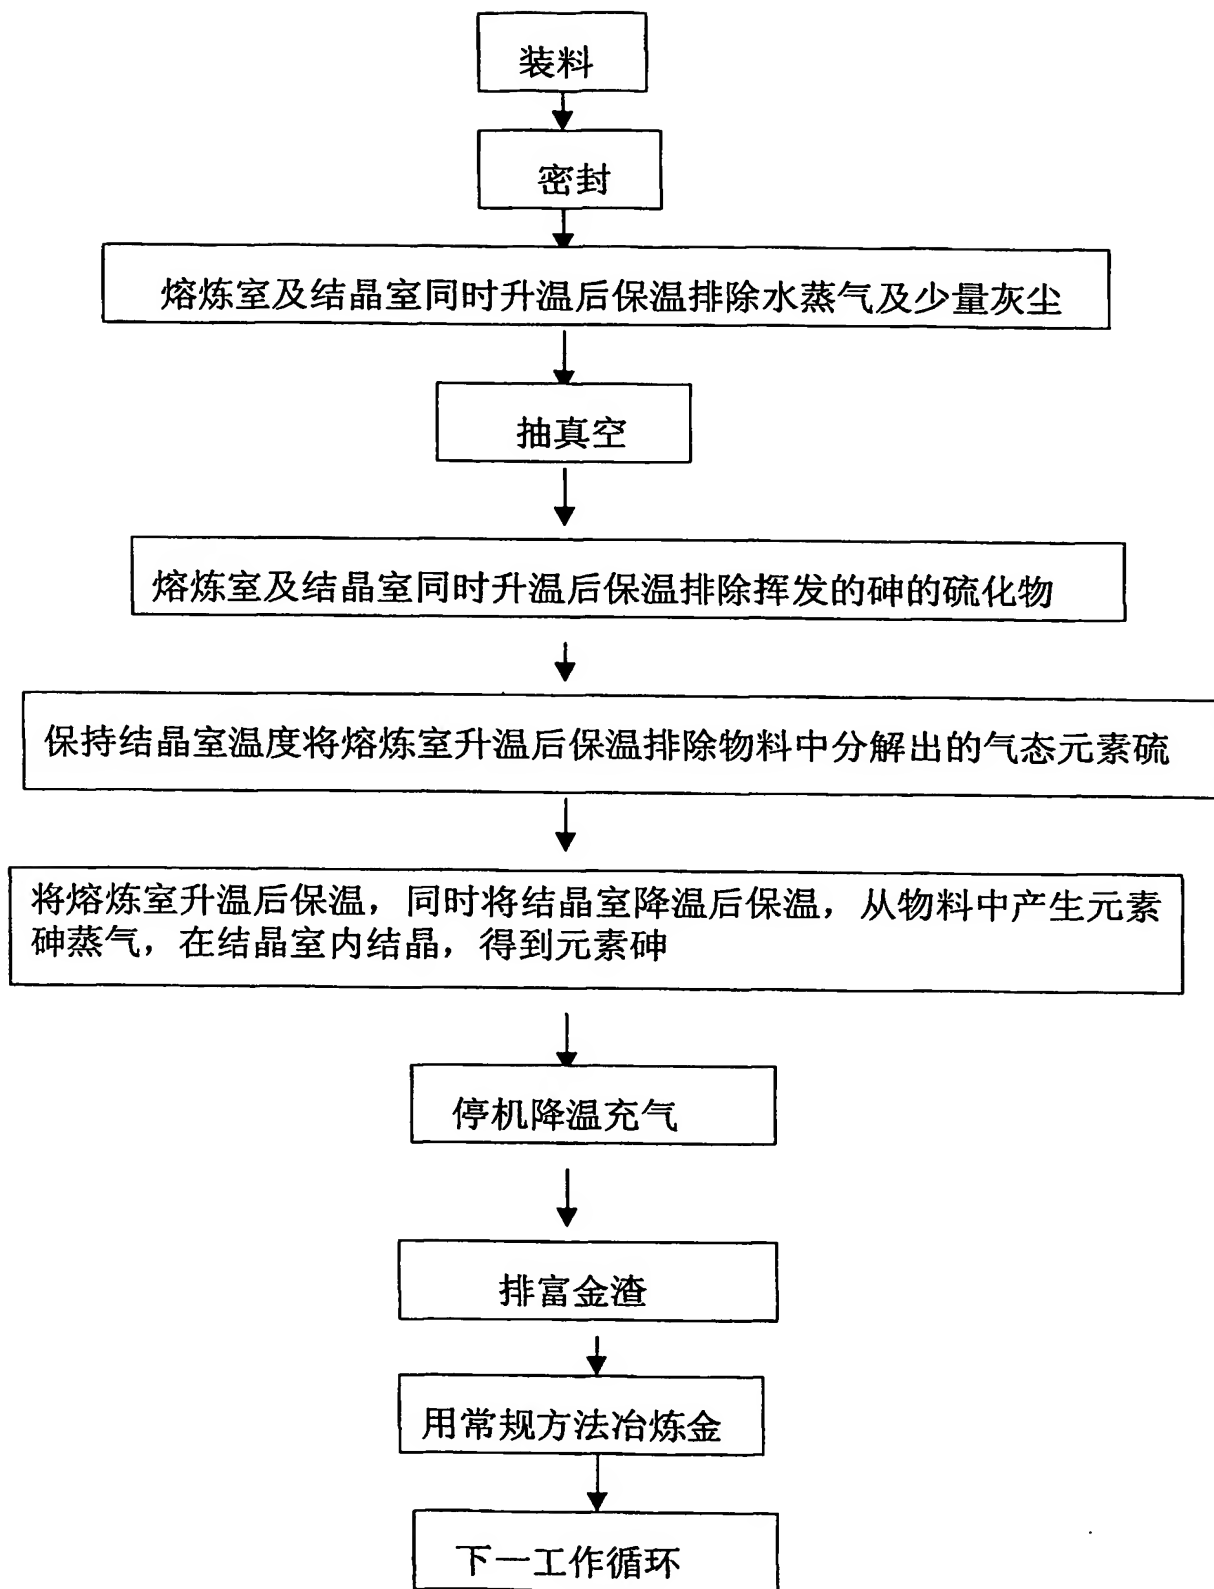 装料
密封
熔炼室及结晶室同时升温后保温排除水蒸气及少量灰尘
抽真空
熔炼室及结晶室同时升温后保温排除挥发的砷的硫化物
保持结晶室温度将熔炼室升温后保温排除物料中分解出的气态元素硫
将熔炼室升温后保温，同时将结晶室降温后保温，从物料中产生元素
砷蒸气，在结晶室内结晶，得到元素砷
停机降温充气
排富金渣
用常规方法冶炼金
下一工作循环